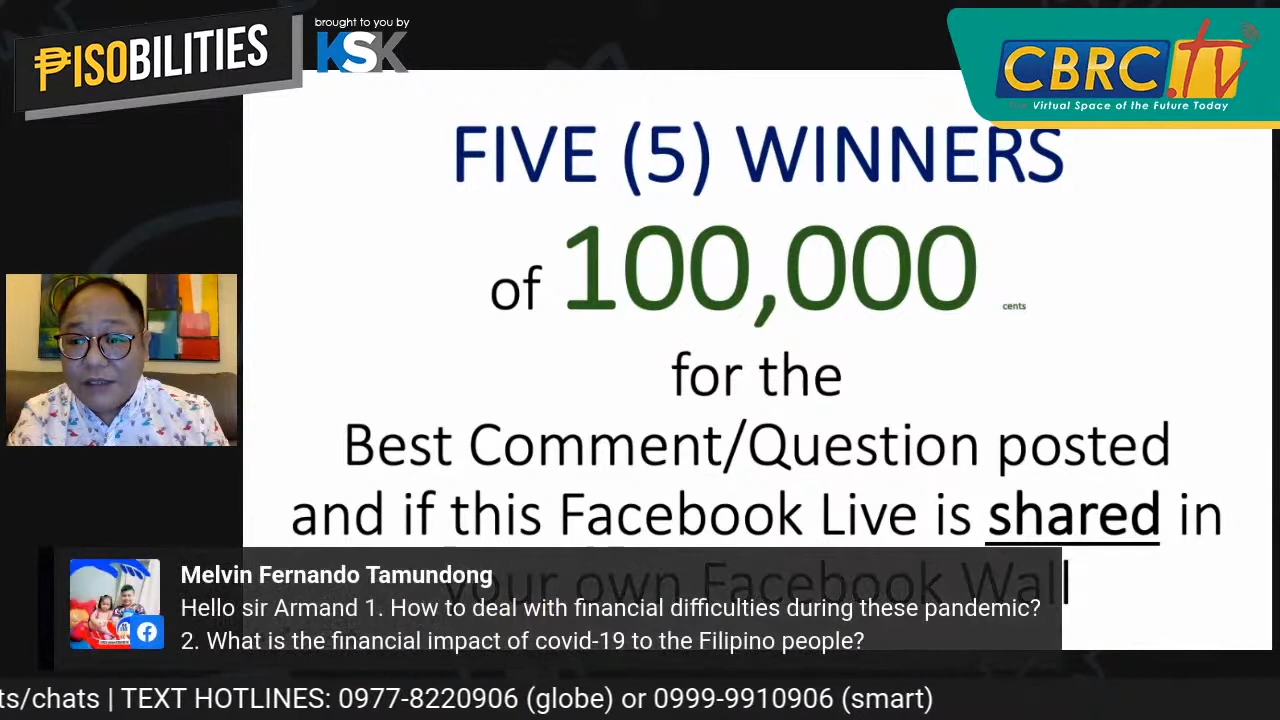 ₱ISOBILITIES
brought to you by
KSK
CBRC.tv
The Virtual Space of the Future Today
FIVE (5) WINNERS
of 100,000 cents
for the
Best Comment/Question posted
and if this Facebook Live is shared in
your own Facebook Wall
Melvin Fernando Tamundong
Hello sir Armand 1. How to deal with financial difficulties during these pandemic?
2. What is the financial impact of covid-19 to the Filipino people?
ts/chats | TEXT HOTLINES: 0977-8220906 (globe) or 0999-9910906 (smart)